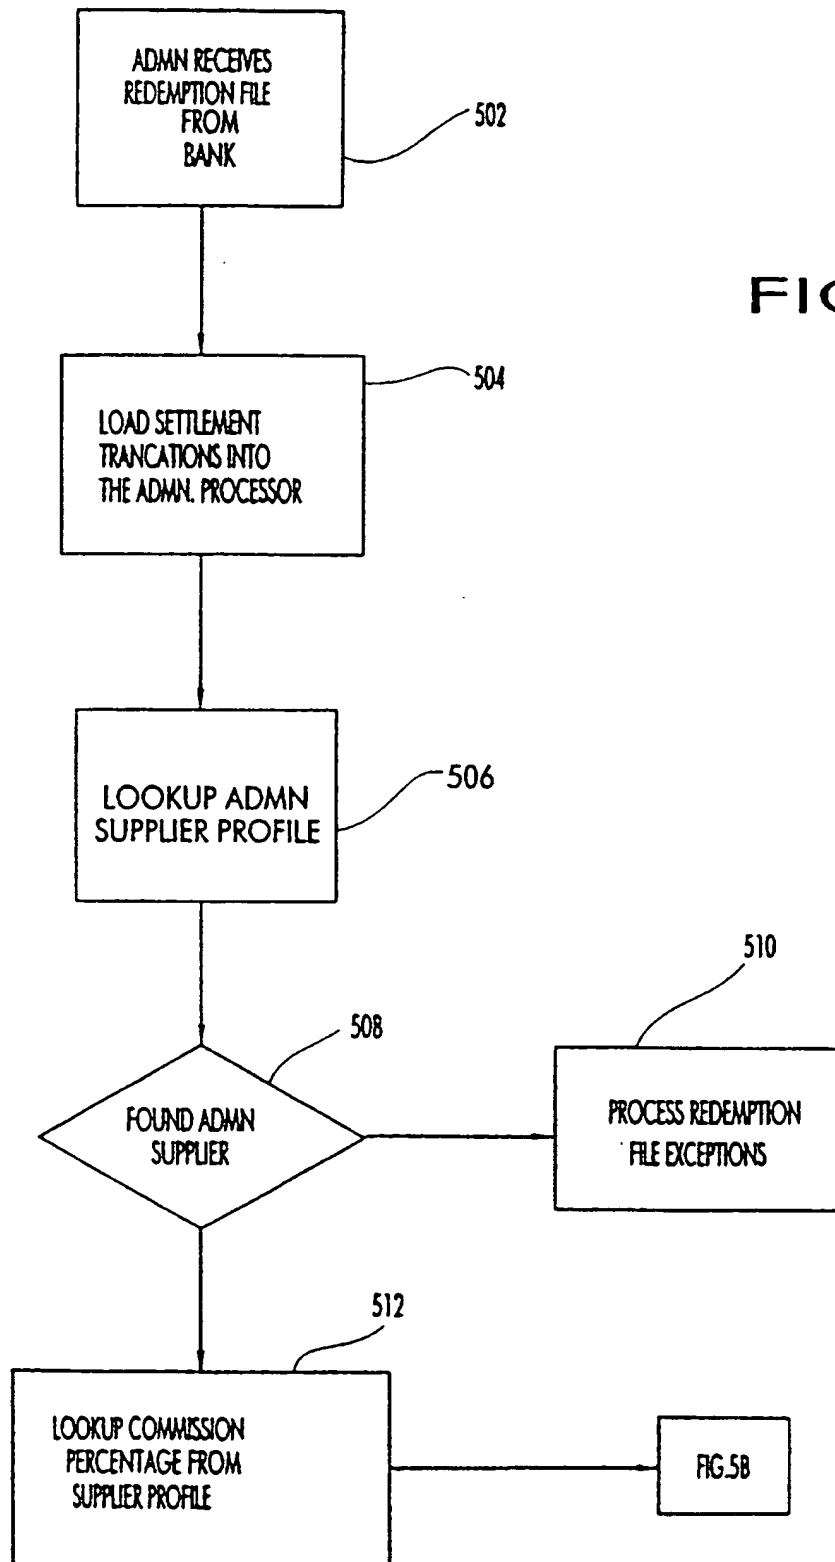 ADMN RECEIVES
REDEMPTION FILE
FROM
BANK
502
FIG
504
LOAD SETTLEMENT
TRANCATIONS INTO
THE ADMN. PROCESSOR
LOOKUP ADMN
SUPPLIER PROFILE
506
510
508
FOUND ADMN
SUPPLIER
PROCESS REDEMPTION
FILE EXCEPTIONS
512
LOOKUP COMMISSION
PERCENTAGE FROM
SUPPLIER PROFILE
FIG.5B